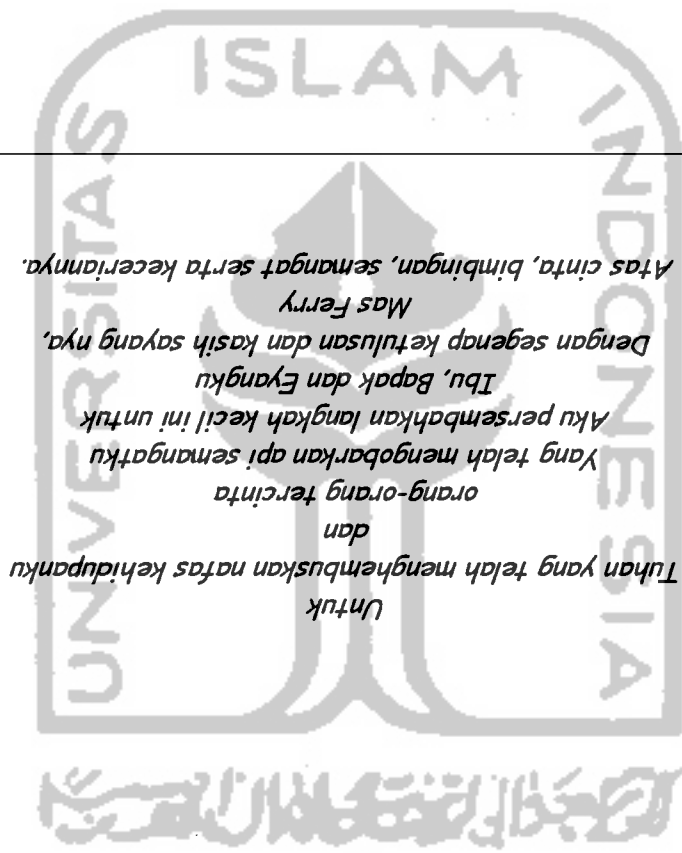 Untuk
Tuhan yang telah menghembuskan nafas kehidupanku
dan
orang-orang tercinta
Yang telah mengobarkan api semangatku
Aku persembahkan langkah kecil ini untuk
Ibu, Bapak dan Eyangku
Dengan segenap ketulusan dan kasih sayang nya,
Mas Ferry
Atas cinta, bimbingan, semangat serta keceriannya.
UNIVERSITAS
ISLAM
INDONESIA